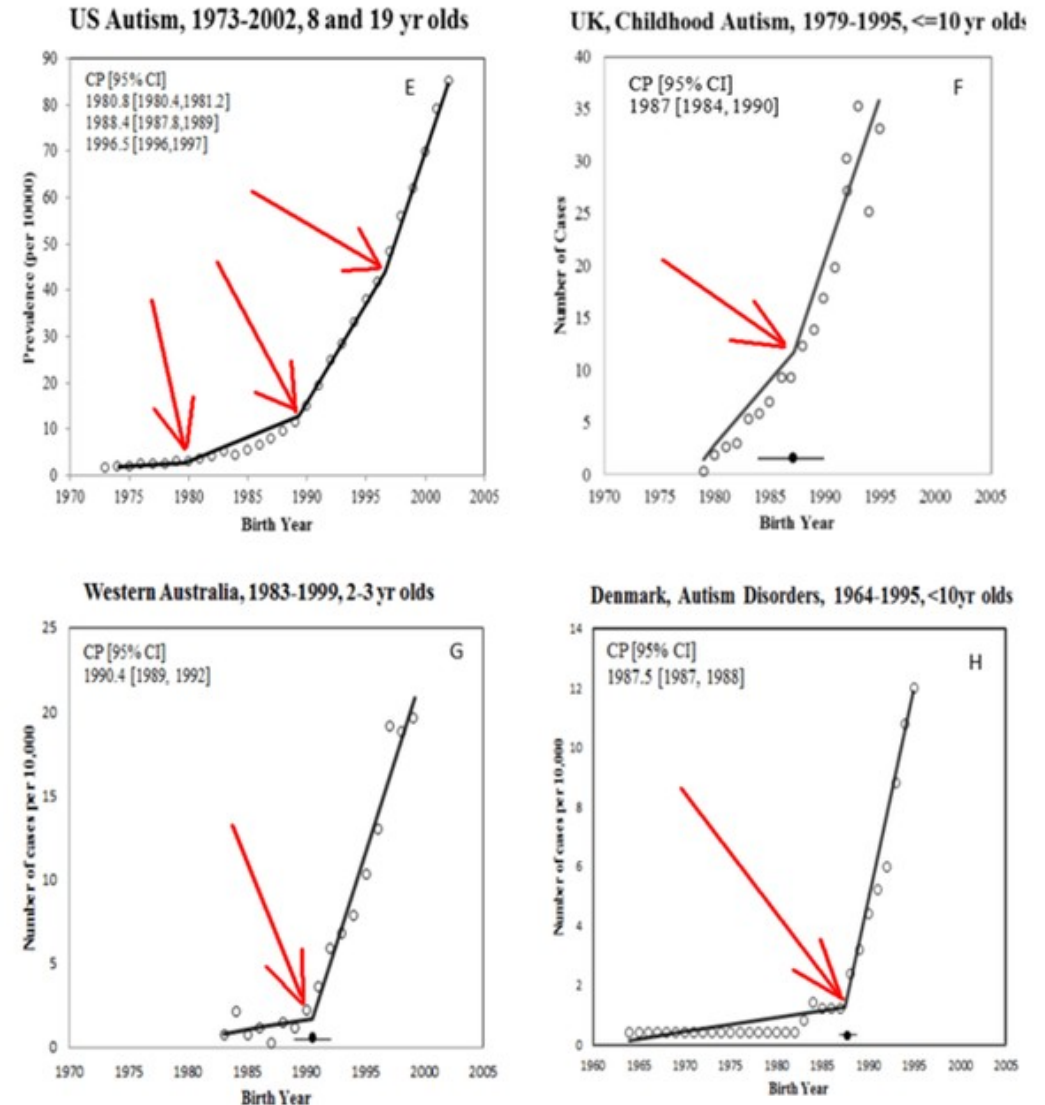 US Autism, 1973-2002, 8 and 19 yr olds
90
80
70
60
50
40
30
20
10
0
Prevalence (per 10000)
CP [95% CI]
1980.8 [1980.4,1981.2]
1988.4 [1987.8,1989]
1996.5 [1996,1997]
E
1970 1975 1980 1985 1990 1995 2000 2005
Birth Year
UK, Childhood Autism, 1979-1995, <=10 yr olds
40
35
30
25
20
15
10
5
0
Number of Cases
CP [95% CI]
1987 [1984, 1990]
F
1970 1975 1980 1985 1990 1995 2000 2005
Birth Year
Western Australia, 1983-1999, 2-3 yr olds
25
20
15
10
5
0
Number of cases per 10,000
CP [95% CI]
1990.4 [1989, 1992]
G
1970 1975 1980 1985 1990 1995 2000 2005
Birth Year
Denmark, Autism Disorders, 1964-1995, <10yr olds
14
12
10
8
6
4
2
0
Number of cases per 10,000
CP [95% CI]
1987.5 [1987, 1988]
H
1960 1965 1970 1975 1980 1985 1990 1995 2000 2005
Birth Year